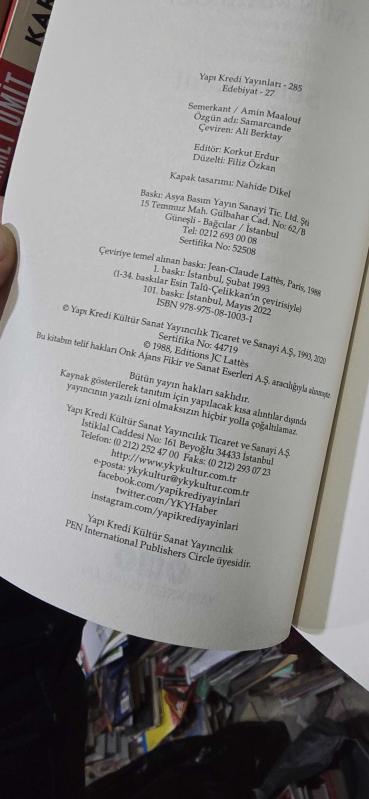 Yapı Kredi Yayınları - 285
Edebiyat - 27
Semerkant / Amin Maalouf
Özgün adı: Samarcande
Çeviren: Ali Berktay
Editör: Korkut Erdur
Düzelti: Filiz Özkan
Kapak tasarımı: Nahide Dikel
Baskı: Asya Basım Yayın Sanayi Tic. Ltd. Şti
15 Temmuz Mah. Gülbahar Cad. No: 62/B
Güneşli - Bağcılar / İstanbul
Tel: 0212 693 00 08
Sertifika No: 52508
Çeviriye temel alınan baskı: Jean-Claude Lattès, Paris, 1988
1. baskı: İstanbul, Şubat 1993
(1-34. baskılar Esin Talû-Çelikkan'ın çevirisiyle)
101. baskı: İstanbul, Mayıs 2022
ISBN 978-975-08-1003-1
© Yapı Kredi Kültür Sanat Yayıncılık Ticaret ve Sanayi A.Ş., 1993, 2020
Sertifika No: 44719
© 1988, Editions JC Lattès
Bu kitabın telif hakları Onk Ajans Fikir ve Sanat Eserleri A.Ş. aracılığıyla alınmıştır.
Bütün yayın hakları saklıdır.
Kaynak gösterilerek tanıtım için yapılacak kısa alıntılar dışında
yayıncının yazılı izni olmaksızın hiçbir yolla çoğaltılamaz.
Yapı Kredi Kültür Sanat Yayıncılık Ticaret ve Sanayi A.Ş.
İstiklal Caddesi No: 161 Beyoğlu 34433 İstanbul
Telefon: (0 212) 252 47 00 Faks: (0 212) 293 07 23
http://www.ykykultur.com.tr
e-posta: ykykultur@ykykultur.com.tr
facebook.com/yapikrediyayinlari
twitter.com/YKYHaber
instagram.com/yapikrediyayinlari
Yapı Kredi Kültür Sanat Yayıncılık
PEN International Publishers Circle üyesidir.
ÜMİT